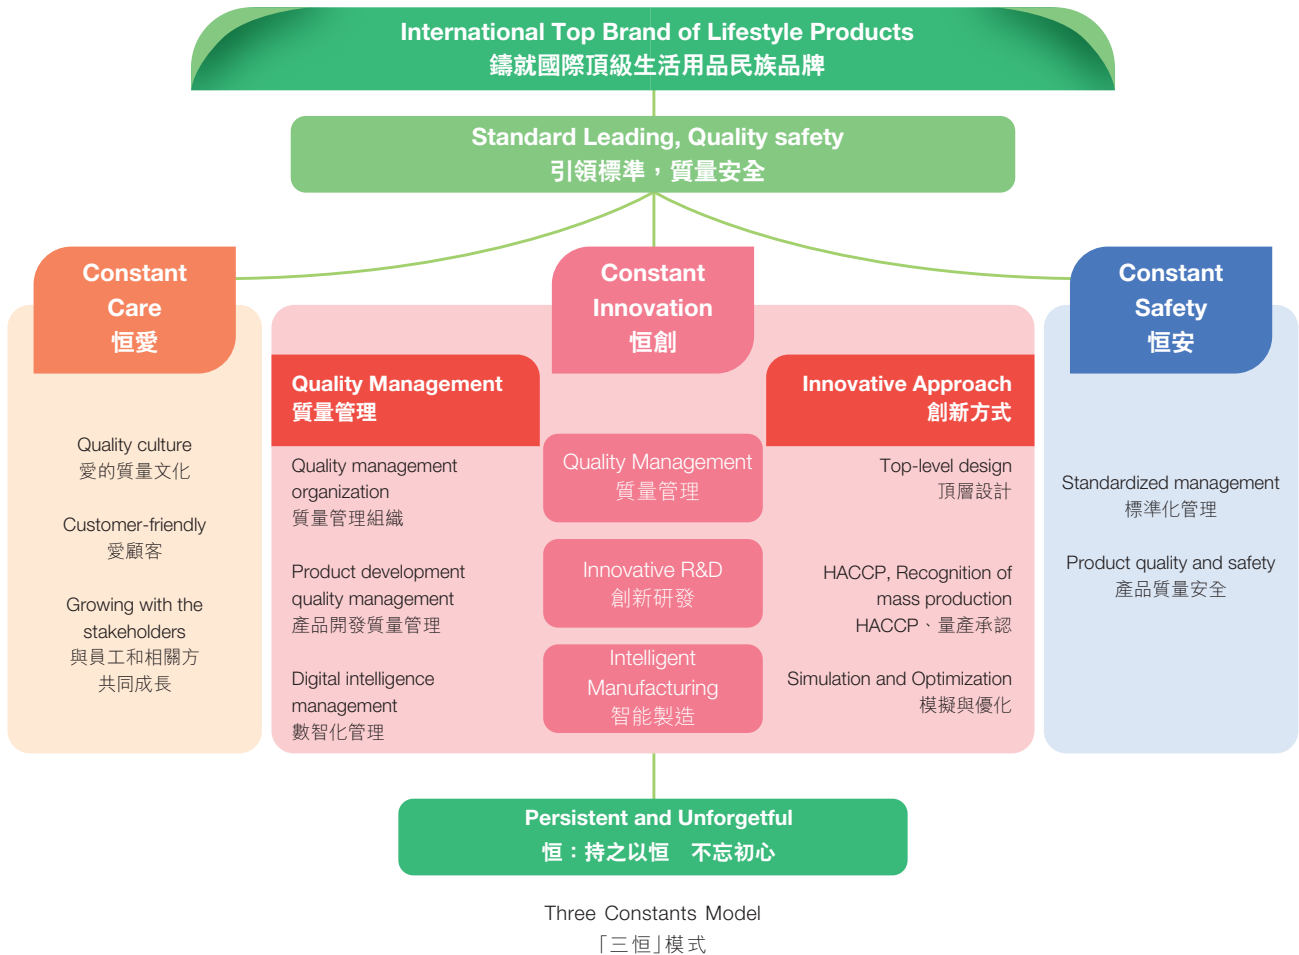 International Top Brand of Lifestyle Products
鑄就國際頂級生活用品民族品牌
Standard Leading, Quality safety
引領標準，質量安全
Constant
Care
恒愛
Quality culture
愛的質量文化
Customer-friendly
愛顧客
Growing with the
stakeholders
與員工和相關方
共同成長
Constant
Innovation
恒創
Quality Management
質量管理
Quality management
organization
質量管理組織
Product development
quality management
產品開發質量管理
Digital intelligence
management
數智化管理
Quality Management
質量管理
Innovative R&D
創新研發
Intelligent
Manufacturing
智能製造
Innovative Approach
創新方式
Top-level design
頂層設計
HACCP, Recognition of
mass production
HACCP、量產承認
Simulation and Optimization
模擬與優化
Constant
Safety
恒安
Standardized management
標準化管理
Product quality and safety
產品質量安全
Persistent and Unforgetful
恒：持之以恒　不忘初心
Three Constants Model
「三恒」模式